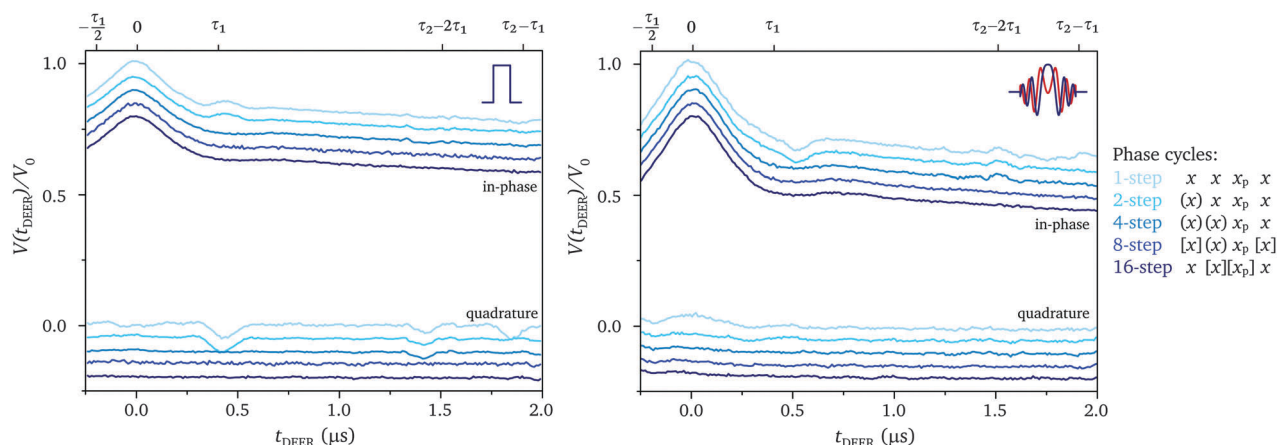 −τ1/2 0 τ1 τ2−2τ1 τ2−τ1
1.0
0.5
0.0
V(tDEER)/V0
in-phase
quadrature
0.0 0.5 1.0 1.5 2.0
tDEER (μs)
−τ1/2 0 τ1 τ2−2τ1 τ2−τ1
1.0
0.5
0.0
V(tDEER)/V0
in-phase
quadrature
0.0 0.5 1.0 1.5 2.0
tDEER (μs)
Phase cycles:
1-step x x xp x
2-step (x) x xp x
4-step (x) (x) xp x
8-step [x] (x) xp [x]
16-step x [x][xp] x